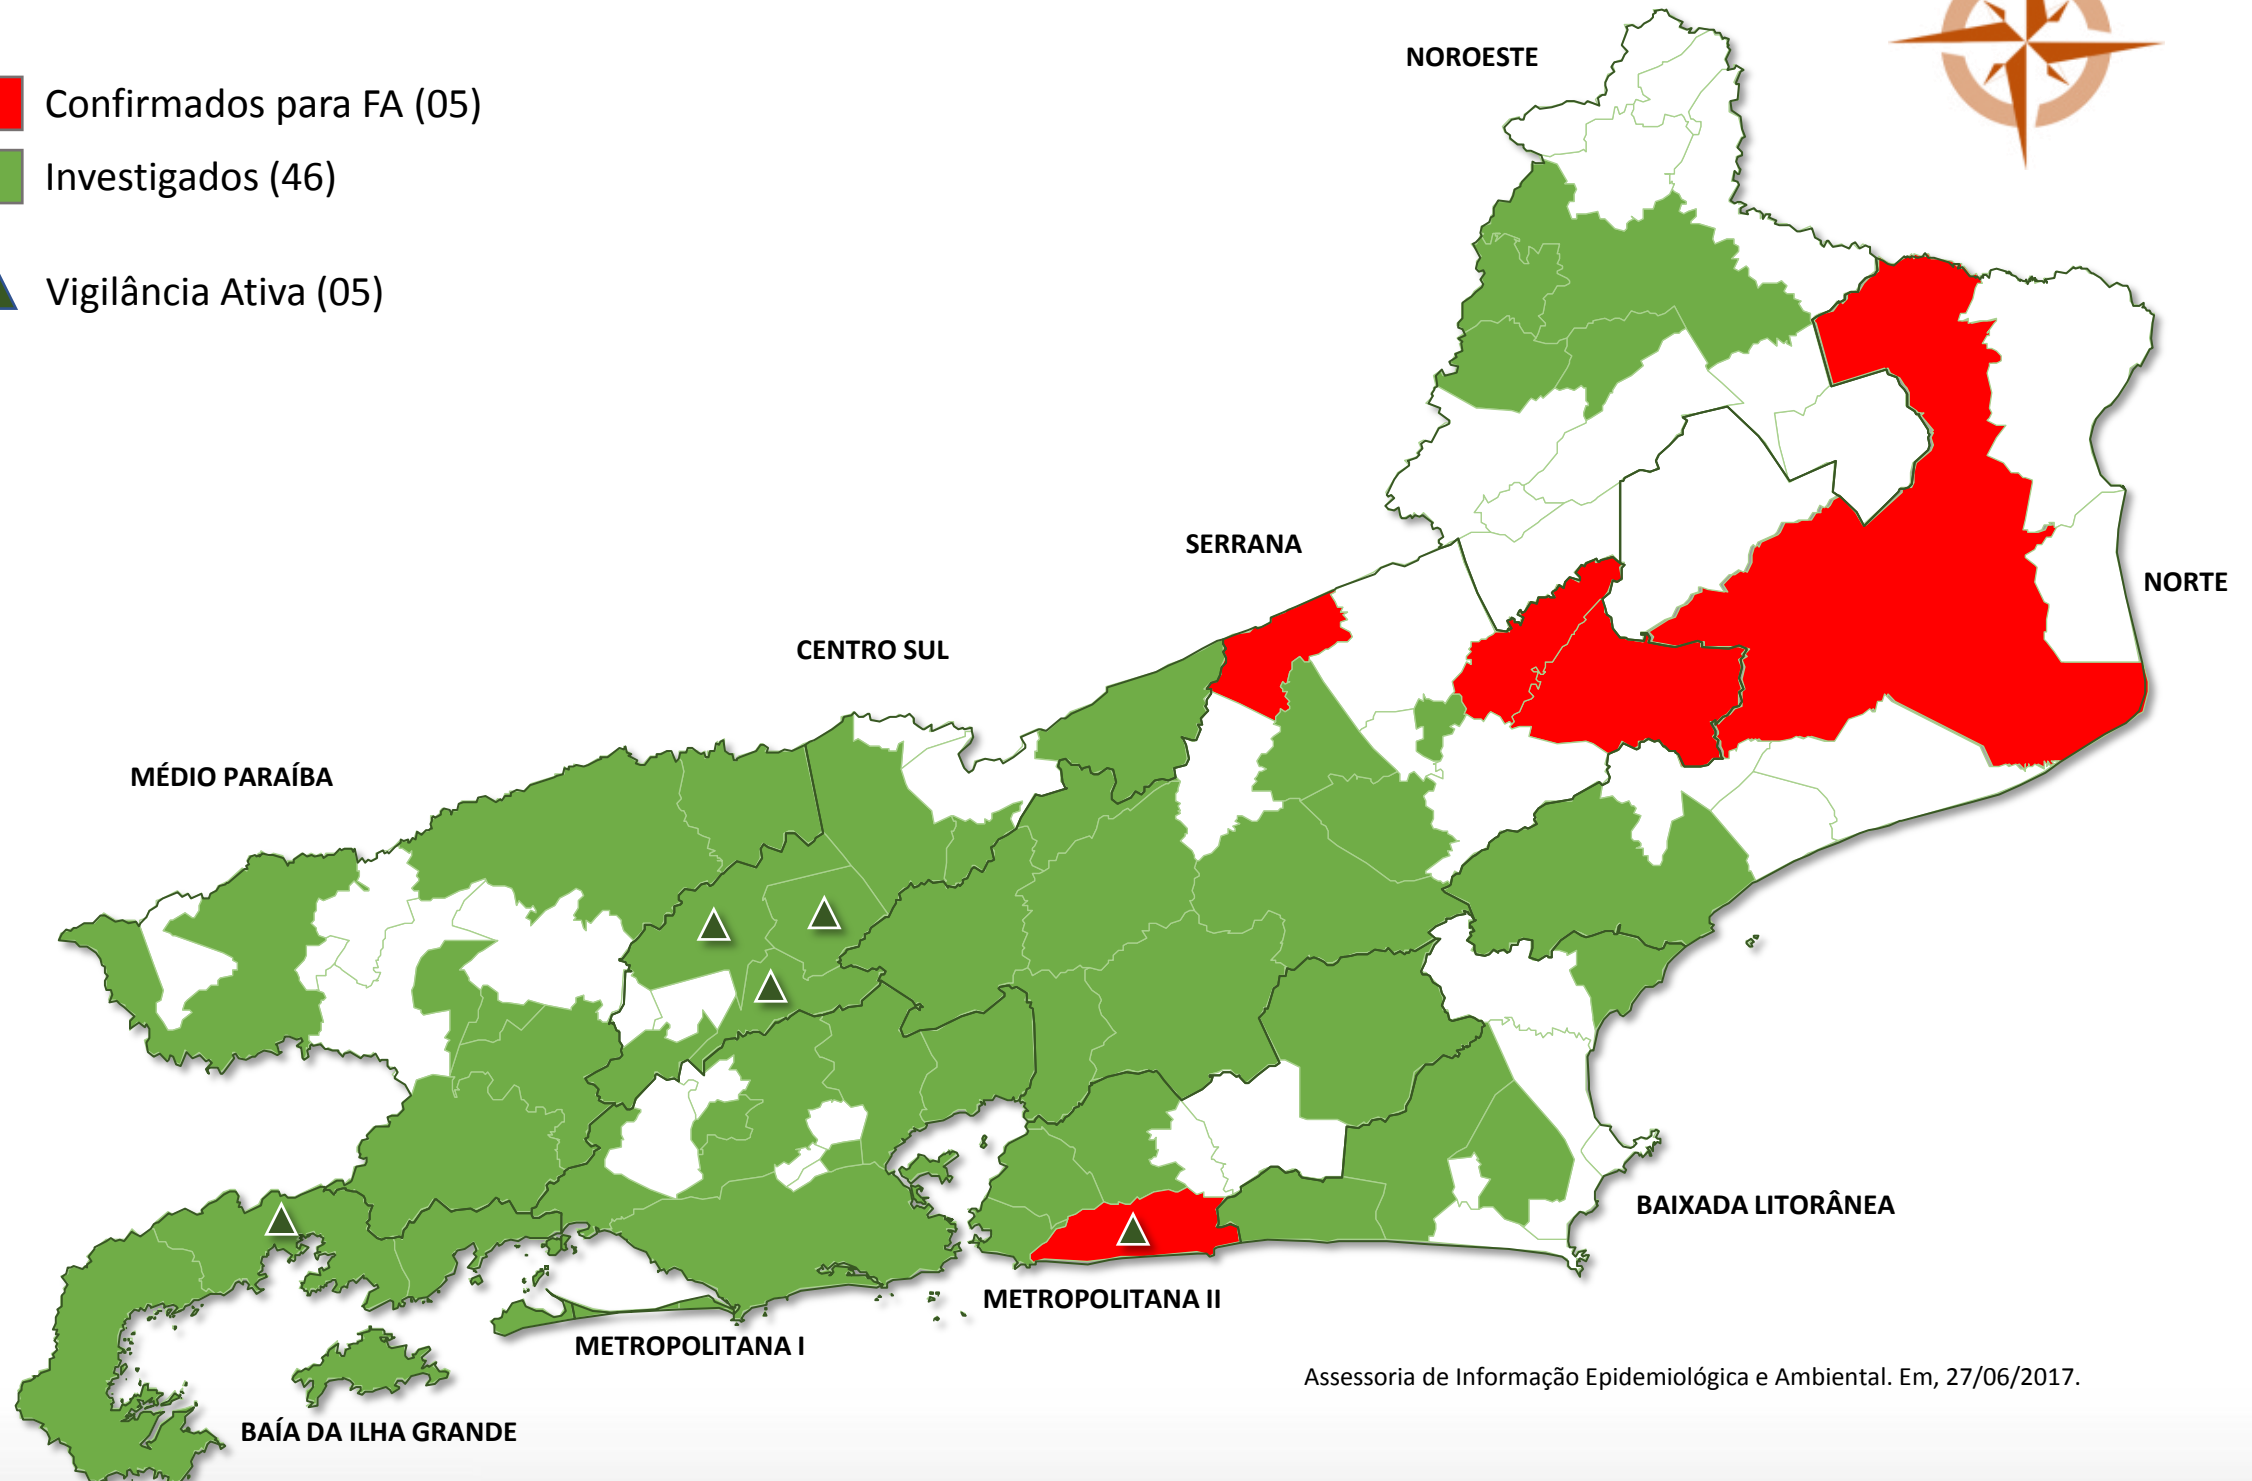 NOROESTE
Confirmados para FA (05)
Investigados (46)
Vigilância Ativa (05)
SERRANA
NORTE
CENTRO SUL
MÉDIO PARAÍBA
BAIXADA LITORÂNEA
METROPOLITANA II
METROPOLITANA I
Assessoria de Informação Epidemiológica e Ambiental. Em, 27/06/2017.
BAÍA DA ILHA GRANDE